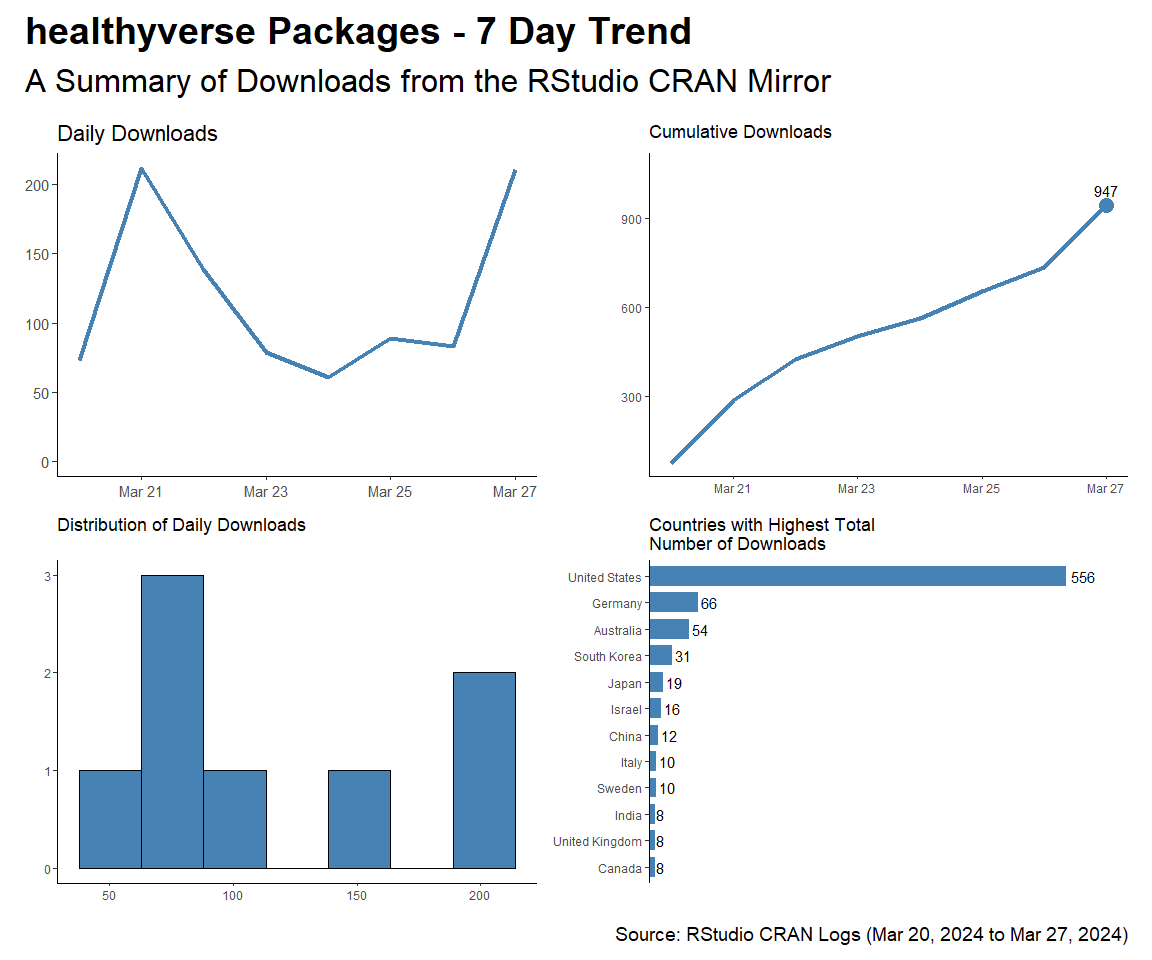 healthyverse Packages - 7 Day Trend
A Summary of Downloads from the RStudio CRAN Mirror
Daily Downloads
200
150
100
50
0
Mar 21 Mar 23 Mar 25 Mar 27
Cumulative Downloads
947
900
600
300
Mar 21 Mar 23 Mar 25 Mar 27
Distribution of Daily Downloads
3
2
1
0
50 100 150 200
Countries with Highest Total
Number of Downloads
United States 556
Germany 66
Australia 54
South Korea 31
Japan 19
Israel 16
China 12
Italy 10
Sweden 10
India 8
United Kingdom 8
Canada 8
Source: RStudio CRAN Logs (Mar 20, 2024 to Mar 27, 2024)